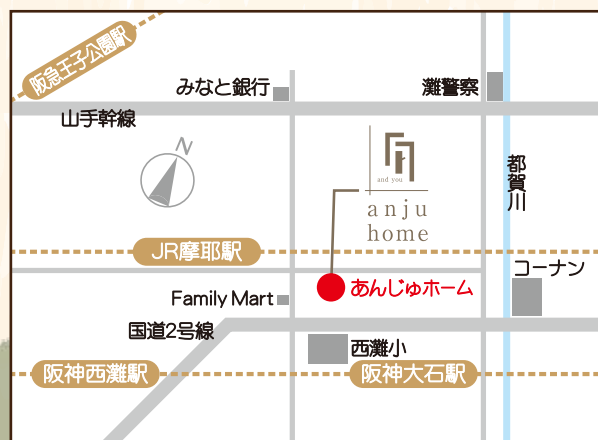 阪急王子公園駅
みなと銀行
灘警察
山手幹線
N
都賀川
and you
anju
home
JR摩耶駅
コーナン
あんじゅホーム
Family Mart
国道2号線
西灘小
阪神西灘駅
阪神大石駅